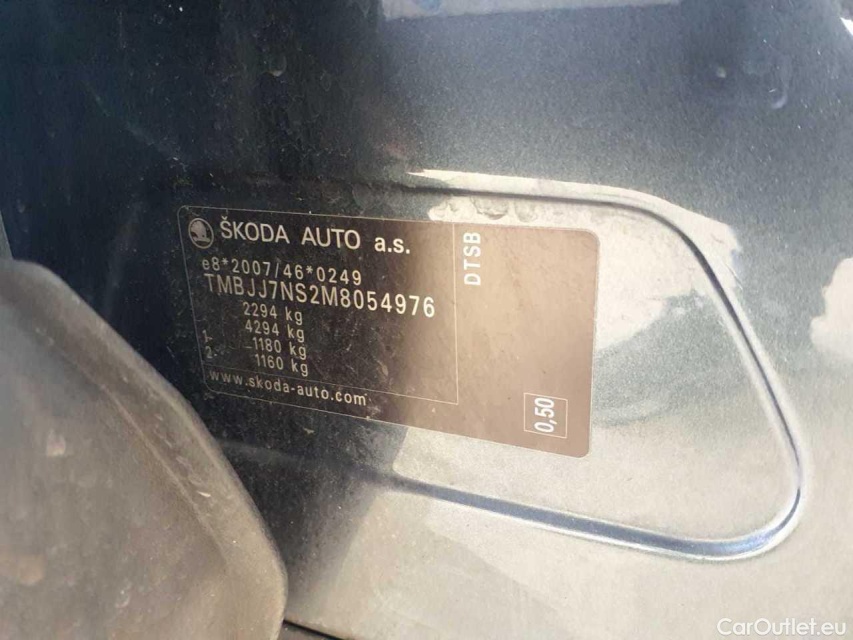 ŠKODA AUTO a.s.
e8*2007/46*0249
TMBJJ7NS2M8054976
2294 kg
4294 kg
1. 1180 kg
2. 1160 kg
www.skoda-auto.com
DTSB
0,50
CarOutlet.eu